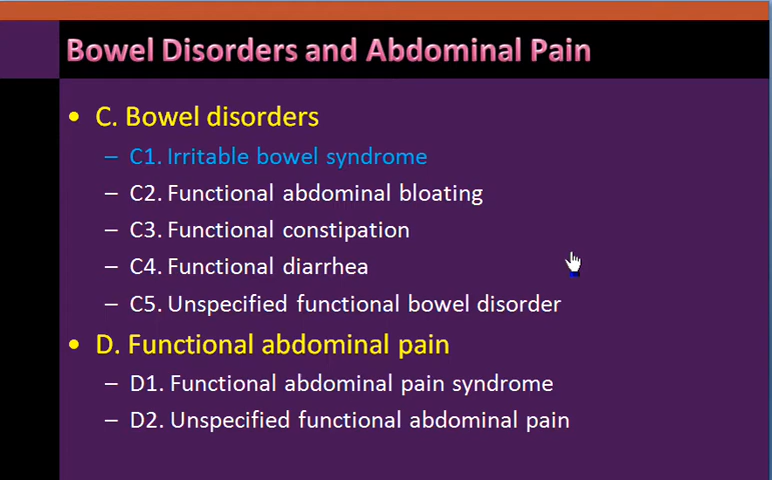 Bowel Disorders and Abdominal Pain
• C. Bowel disorders
– C1. Irritable bowel syndrome
– C2. Functional abdominal bloating
– C3. Functional constipation
– C4. Functional diarrhea
– C5. Unspecified functional bowel disorder
• D. Functional abdominal pain
– D1. Functional abdominal pain syndrome
– D2. Unspecified functional abdominal pain